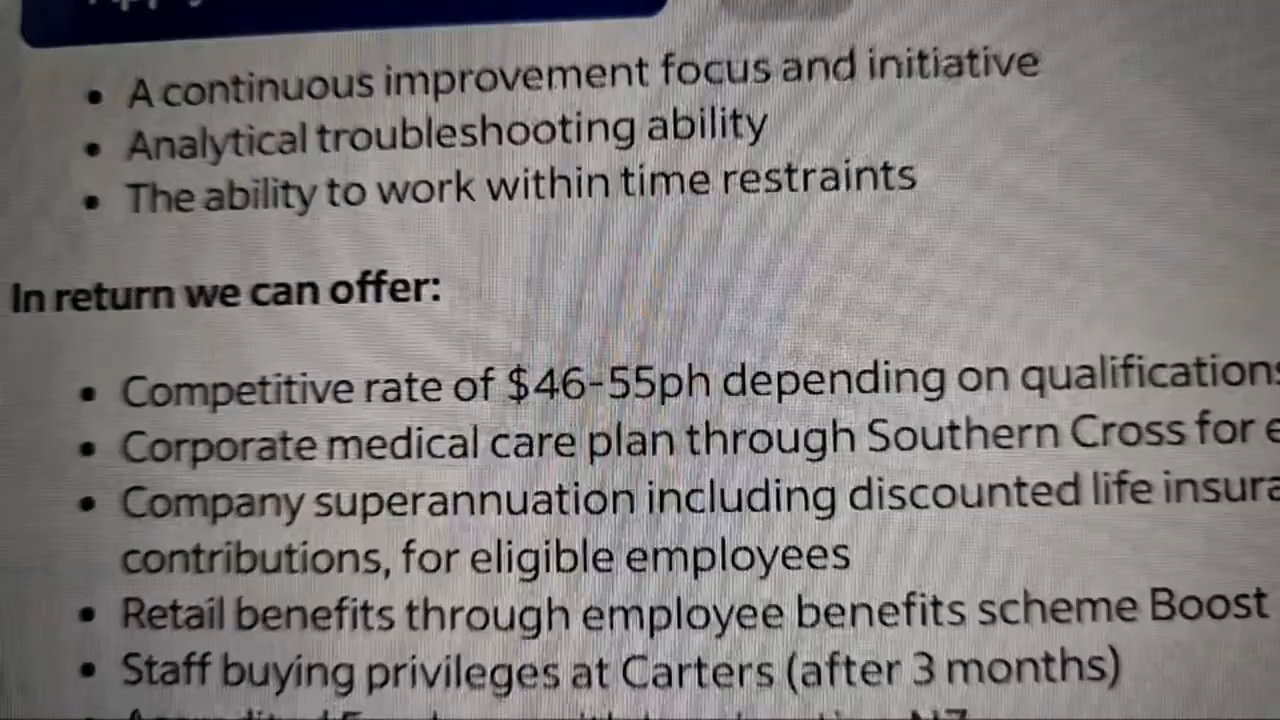 • A continuous improvement focus and initiative
• Analytical troubleshooting ability
• The ability to work within time restraints
In return we can offer:
• Competitive rate of $46-55ph depending on qualifications
• Corporate medical care plan through Southern Cross for
• Company superannuation including discounted life
contributions, for eligible employees
• Retail benefits through employee benefits scheme Boost
• Staff buying privileges at Carters (after 3 months)